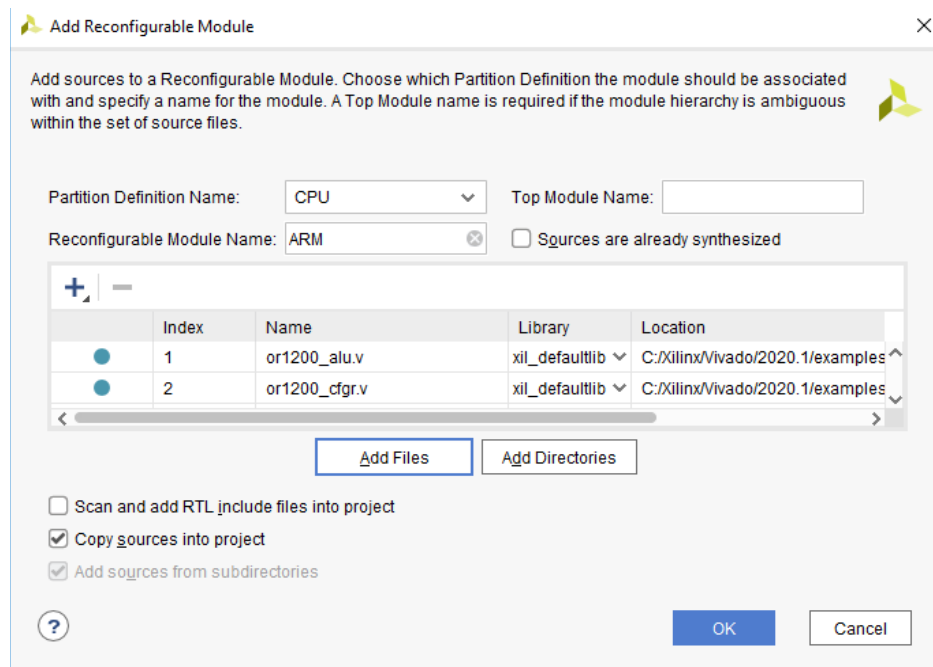 Add Reconfigurable Module
Add sources to a Reconfigurable Module. Choose which Partition Definition the module should be associated
with and specify a name for the module. A Top Module name is required if the module hierarchy is ambiguous
within the set of source files.
Partition Definition Name: CPU Top Module Name:
Reconfigurable Module Name: ARM Sources are already synthesized
Index Name Library Location
1 or1200_alu.v xil_defaultlib C:/Xilinx/Vivado/2020.1/examples
2 or1200_cfgr.v xil_defaultlib C:/Xilinx/Vivado/2020.1/examples
Add Files Add Directories
Scan and add RTL include files into project
Copy sources into project
Add sources from subdirectories
? OK Cancel